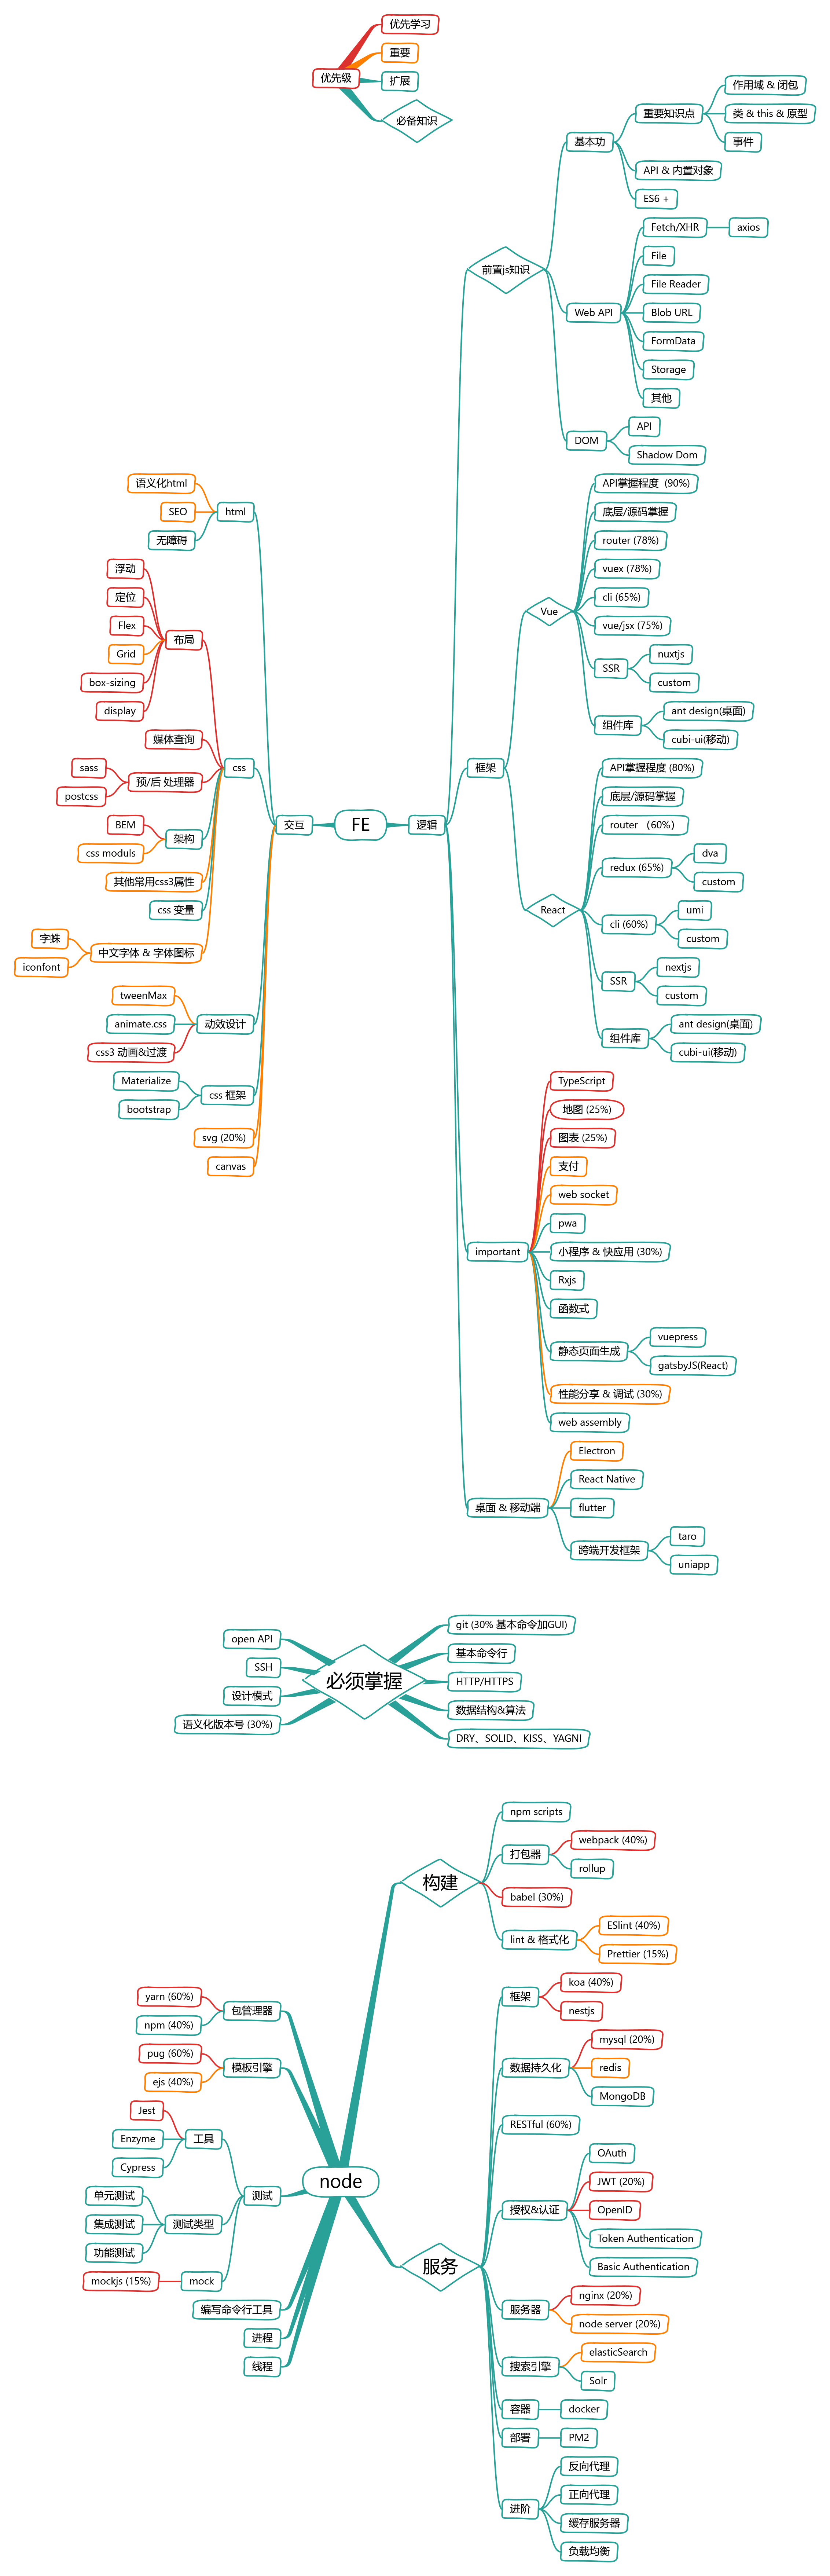 优先级
优先学习
重要
扩展
必备知识
FE
逻辑
前置js知识
基本功
重要知识点
作用域 & 闭包
类 & this & 原型
事件
API & 内置对象
ES6 +
Web API
Fetch/XHR
axios
File
File Reader
Blob URL
FormData
Storage
其他
DOM
API
Shadow Dom
框架
Vue
API掌握程度 (90%)
底层/源码掌握
router (78%)
vuex (78%)
cli (65%)
vue/jsx (75%)
SSR
nuxtjs
custom
组件库
ant design(桌面)
cubi-ui(移动)
React
API掌握程度 (80%)
底层/源码掌握
router （60%）
redux (65%)
dva
custom
cli (60%)
umi
custom
SSR
nextjs
custom
组件库
ant design(桌面)
cubi-ui(移动)
important
TypeScript
地图 (25%)
图表 (25%)
支付
web socket
pwa
小程序 & 快应用 (30%)
Rxjs
函数式
静态页面生成
vuepress
gatsbyJS(React)
性能分享 & 调试 (30%)
web assembly
桌面 & 移动端
Electron
React Native
flutter
跨端开发框架
taro
uniapp
交互
html
语义化html
SEO
无障碍
css
布局
浮动
定位
Flex
Grid
box-sizing
display
媒体查询
预/后 处理器
sass
postcss
架构
BEM
css moduls
其他常用css3属性
css 变量
中文字体 & 字体图标
字蛛
iconfont
动效设计
tweenMax
animate.css
css3 动画&过渡
css 框架
Materialize
bootstrap
svg (20%)
canvas
必须掌握
git (30% 基本命令加GUI)
基本命令行
HTTP/HTTPS
数据结构&算法
DRY、SOLID、KISS、YAGNI
open API
SSH
设计模式
语义化版本号 (30%)
node
构建
npm scripts
打包器
webpack (40%)
rollup
babel (30%)
lint & 格式化
ESlint (40%)
Prettier (15%)
服务
框架
koa (40%)
nestjs
数据持久化
mysql (20%)
redis
MongoDB
RESTful (60%)
授权&认证
OAuth
JWT (20%)
OpenID
Token Authentication
Basic Authentication
服务器
nginx (20%)
node server (20%)
搜索引擎
elasticSearch
Solr
容器
docker
部署
PM2
进阶
反向代理
正向代理
缓存服务器
负载均衡
包管理器
yarn (60%)
npm (40%)
模板引擎
pug (60%)
ejs (40%)
测试
工具
Jest
Enzyme
Cypress
测试类型
单元测试
集成测试
功能测试
mock
mockjs (15%)
编写命令行工具
进程
线程